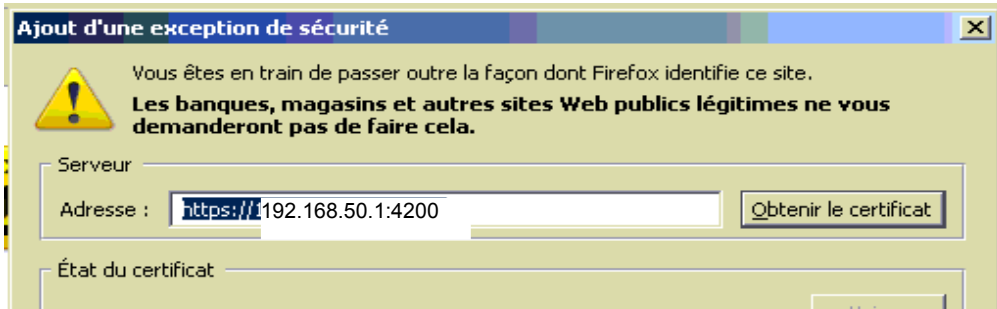 Ajout d'une exception de sécurité
Vous êtes en train de passer outre la façon dont Firefox identifie ce site.
Les banques, magasins et autres sites Web publics légitimes ne vous
demanderont pas de faire cela.
Serveur
Adresse : https://192.168.50.1:4200 Obtenir le certificat
État du certificat